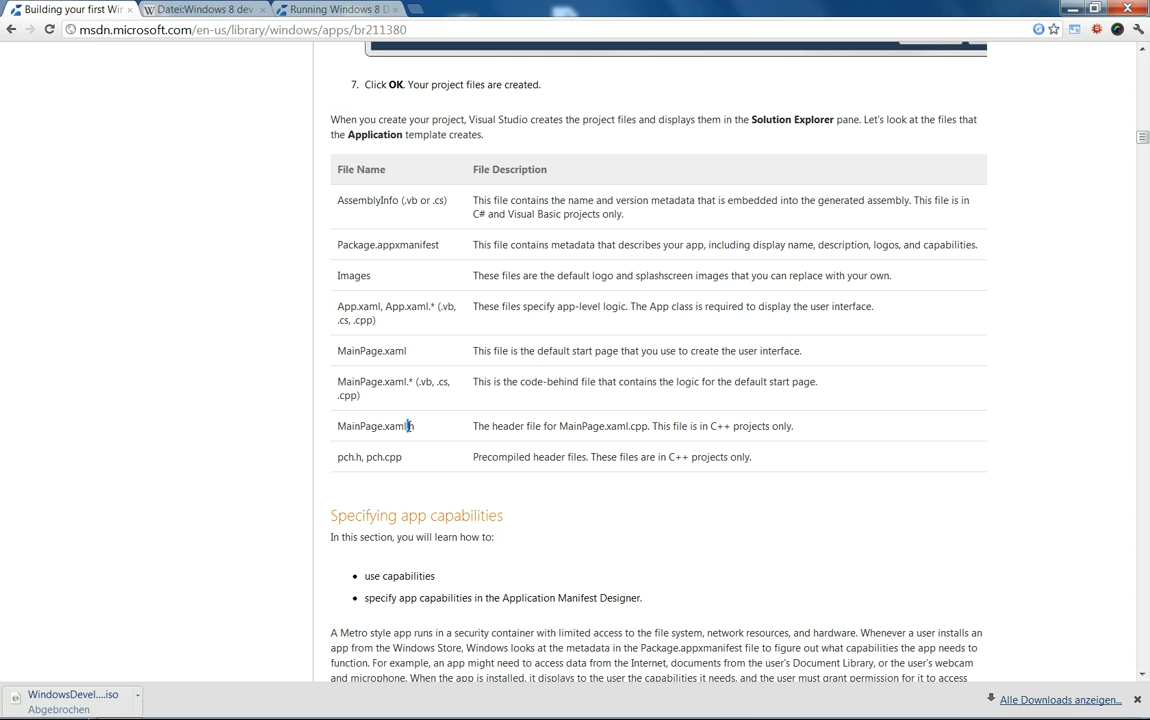 Building your first Win
Datei:Windows 8 dev
Running Windows 8 D
msdn.microsoft.com/en-us/library/windows/apps/br211380
7. Click OK. Your project files are created.
When you create your project, Visual Studio creates the project files and displays them in the Solution Explorer pane. Let's look at the files that
the Application template creates.
File Name
File Description
AssemblyInfo (.vb or .cs)
This file contains the name and version metadata that is embedded into the generated assembly. This file is in
C# and Visual Basic projects only.
Package.appxmanifest
This file contains metadata that describes your app, including display name, description, logos, and capabilities.
Images
These files are the default logo and splashscreen images that you can replace with your own.
App.xaml, App.xaml.* (.vb,
.cs, .cpp)
These files specify app-level logic. The App class is required to display the user interface.
MainPage.xaml
This file is the default start page that you use to create the user interface.
MainPage.xaml.* (.vb, .cs,
.cpp)
This is the code-behind file that contains the logic for the default start page.
MainPage.xaml.h
The header file for MainPage.xaml.cpp. This file is in C++ projects only.
pch.h, pch.cpp
Precompiled header files. These files are in C++ projects only.
Specifying app capabilities
In this section, you will learn how to:
• use capabilities
• specify app capabilities in the Application Manifest Designer.
A Metro style app runs in a security container with limited access to the file system, network resources, and hardware. Whenever a user installs an
app from the Windows Store, Windows looks at the metadata in the Package.appxmanifest file to figure out what capabilities the app needs to
function. For example, an app might need to access data from the Internet, documents from the user's Document Library, or the user's webcam
and microphone. When the app is installed, it displays to the user the capabilities it needs, and the user must grant permission for it to access
WindowsDevel....iso
Abgebrochen
Alle Downloads anzeigen...